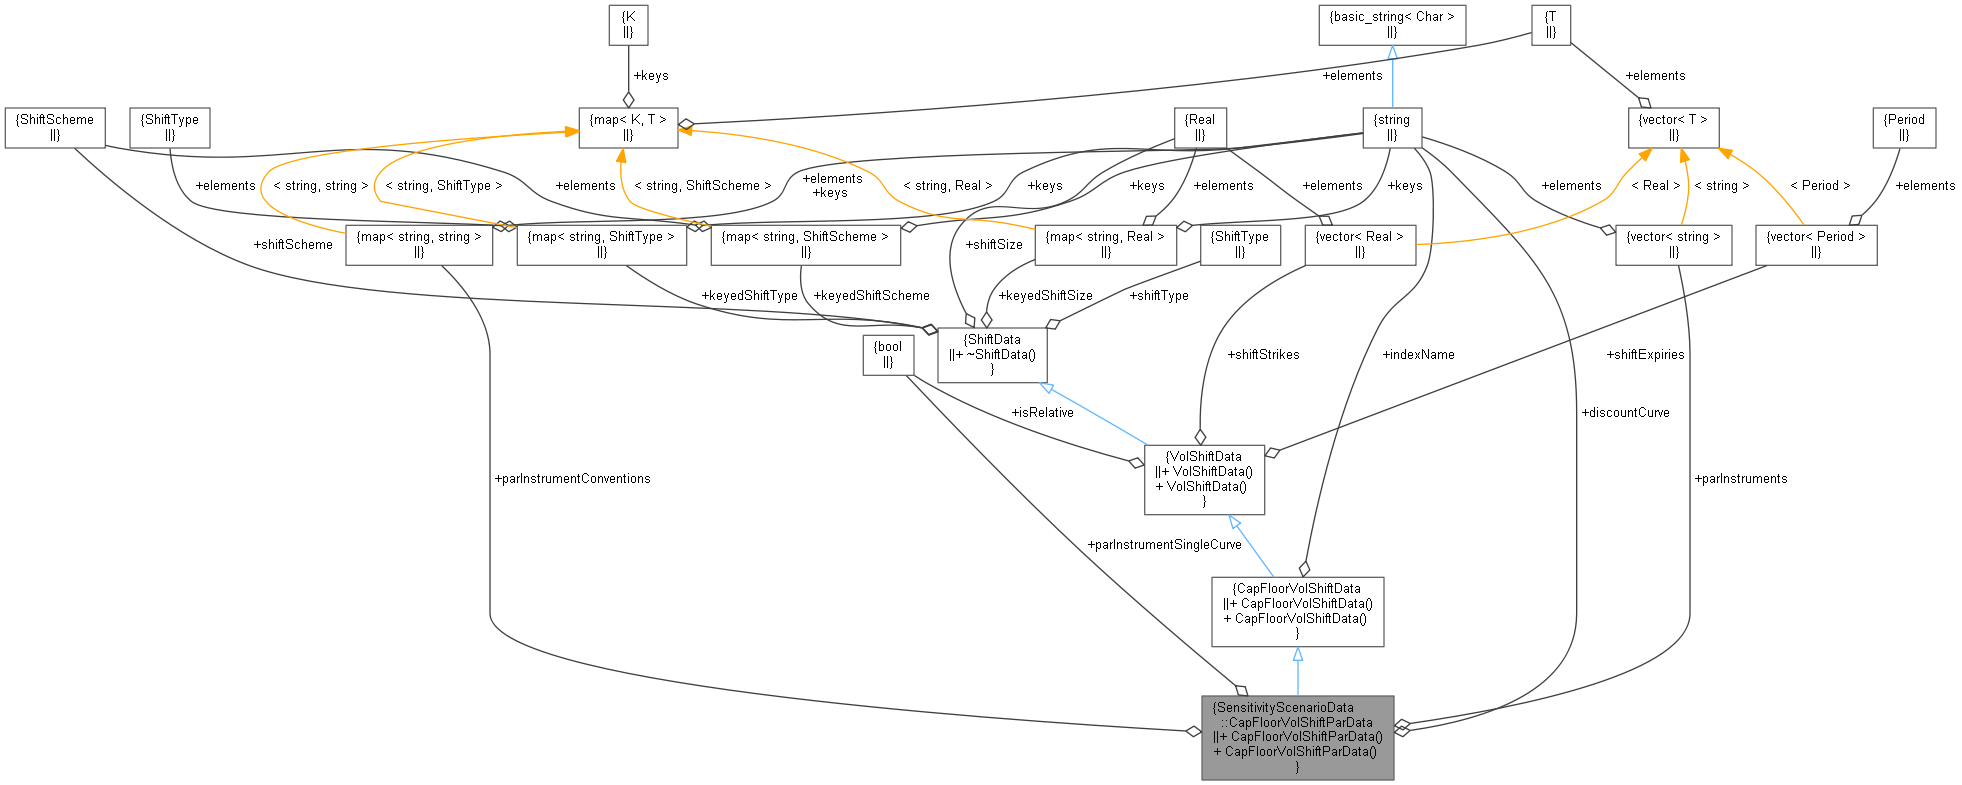 {K
||}
{basic_string< Char >
||}
{T
||}
+keys
+elements
+elements
{ShiftScheme
||}
{ShiftType
||}
{map< K, T >
||}
{Real
||}
{string
||}
{vector< T >
||}
{Period
||}
+elements
< string, string >
< string, ShiftType >
+elements
< string, ShiftScheme >
+elements
+keys
< string, Real >
+keys
+keys
+elements
+elements
+keys
+elements
< Real >
< string >
< Period >
+elements
+shiftScheme
{map< string, string >
||}
{map< string, ShiftType >
||}
{map< string, ShiftScheme >
||}
+shiftSize
{map< string, Real >
||}
{ShiftType
||}
{vector< Real >
||}
{vector< string >
||}
{vector< Period >
||}
+keyedShiftType
+keyedShiftScheme
+keyedShiftSize
+shiftType
{bool
||}
{ShiftData
||+ ~ShiftData()
}
+shiftStrikes
+indexName
+shiftExpiries
+isRelative
+discountCurve
{VolShiftData
||+ VolShiftData()
+ VolShiftData()
}
+parInstrumentConventions
+parInstruments
+parInstrumentSingleCurve
{CapFloorVolShiftData
||+ CapFloorVolShiftData()
+ CapFloorVolShiftData()
}
{SensitivityScenarioData
::CapFloorVolShiftParData
||+ CapFloorVolShiftParData()
+ CapFloorVolShiftParData()
}